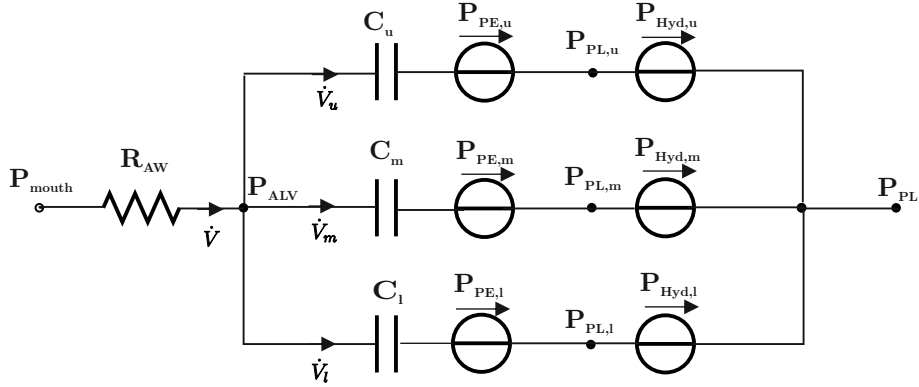 C_u P_PE,u P_PL,u P_Hyd,u
V̇_u
R_AW C_m P_PE,m P_PL,m P_Hyd,m
P_mouth P_ALV P_PL
V̇ V̇_m
C_l P_PE,l P_PL,l P_Hyd,l
V̇_l